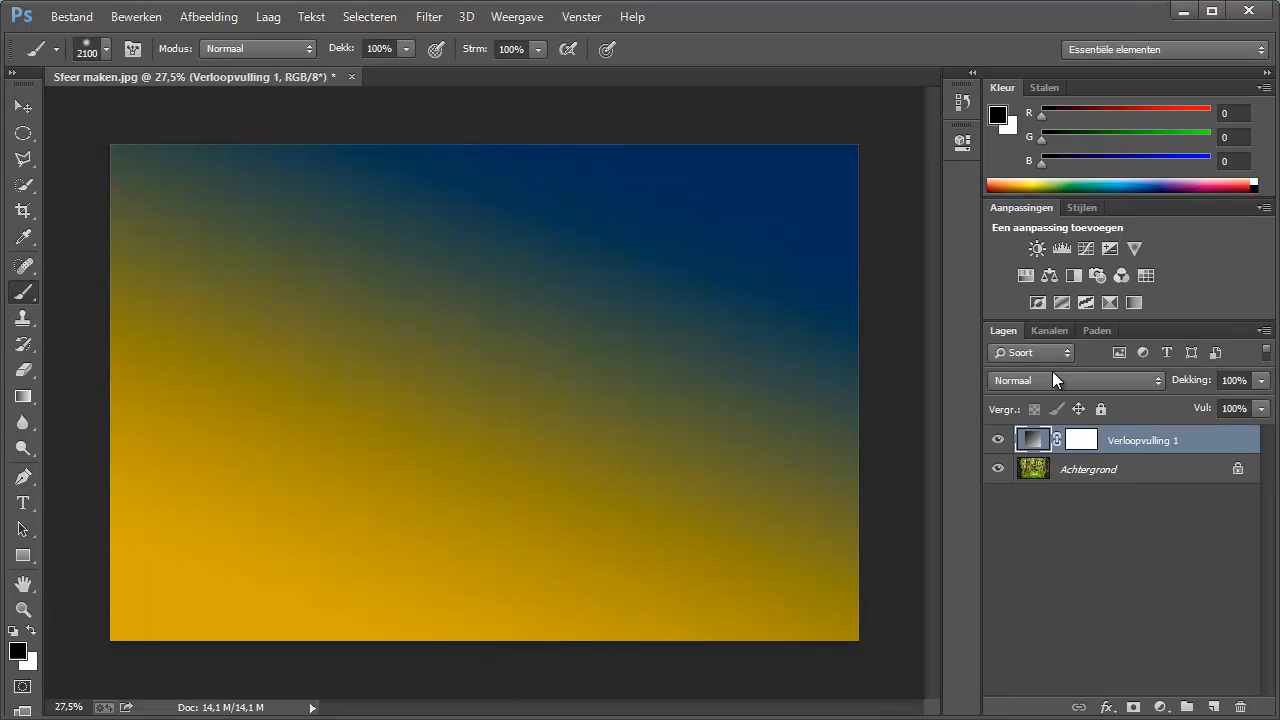 Ps Bestand Bewerken Afbeelding Laag Tekst Selecteren Filter 3D Weergave Venster Help
2100 Modus: Normaal Dekk: 100% Strm: 100% Essentiële elementen
Sfeer maken.jpg @ 27,5% (Verloopvulling 1, RGB/8*) *
Kleur Stalen
R 0
G 0
B 0
Aanpassingen Stijlen
Een aanpassing toevoegen
Lagen Kanalen Paden
Soort
Normaal Dekking: 100%
Vergr.: Vul: 100%
Verloopvulling 1
Achtergrond
27,5% Doc: 14,1 M/14,1 M